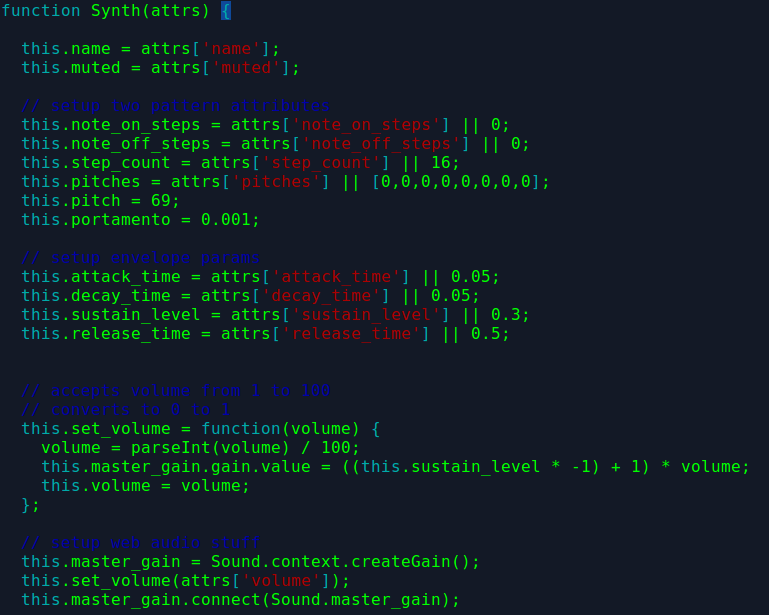 function Synth(attrs) {
this.name = attrs['name'];
this.muted = attrs['muted'];
// setup two pattern attributes
this.note_on_steps = attrs['note_on_steps'] || 0;
this.note_off_steps = attrs['note_off_steps'] || 0;
this.step_count = attrs['step_count'] || 16;
this.pitches = attrs['pitches'] || [0,0,0,0,0,0,0,0];
this.pitch = 69;
this.portamento = 0.001;
// setup envelope params
this.attack_time = attrs['attack_time'] || 0.05;
this.decay_time = attrs['decay_time'] || 0.05;
this.sustain_level = attrs['sustain_level'] || 0.3;
this.release_time = attrs['release_time'] || 0.5;
// accepts volume from 1 to 100
// converts to 0 to 1
this.set_volume = function(volume) {
volume = parseInt(volume) / 100;
this.master_gain.gain.value = ((this.sustain_level * -1) + 1) * volume;
this.volume = volume;
};
// setup web audio stuff
this.master_gain = Sound.context.createGain();
this.set_volume(attrs['volume']);
this.master_gain.connect(Sound.master_gain);